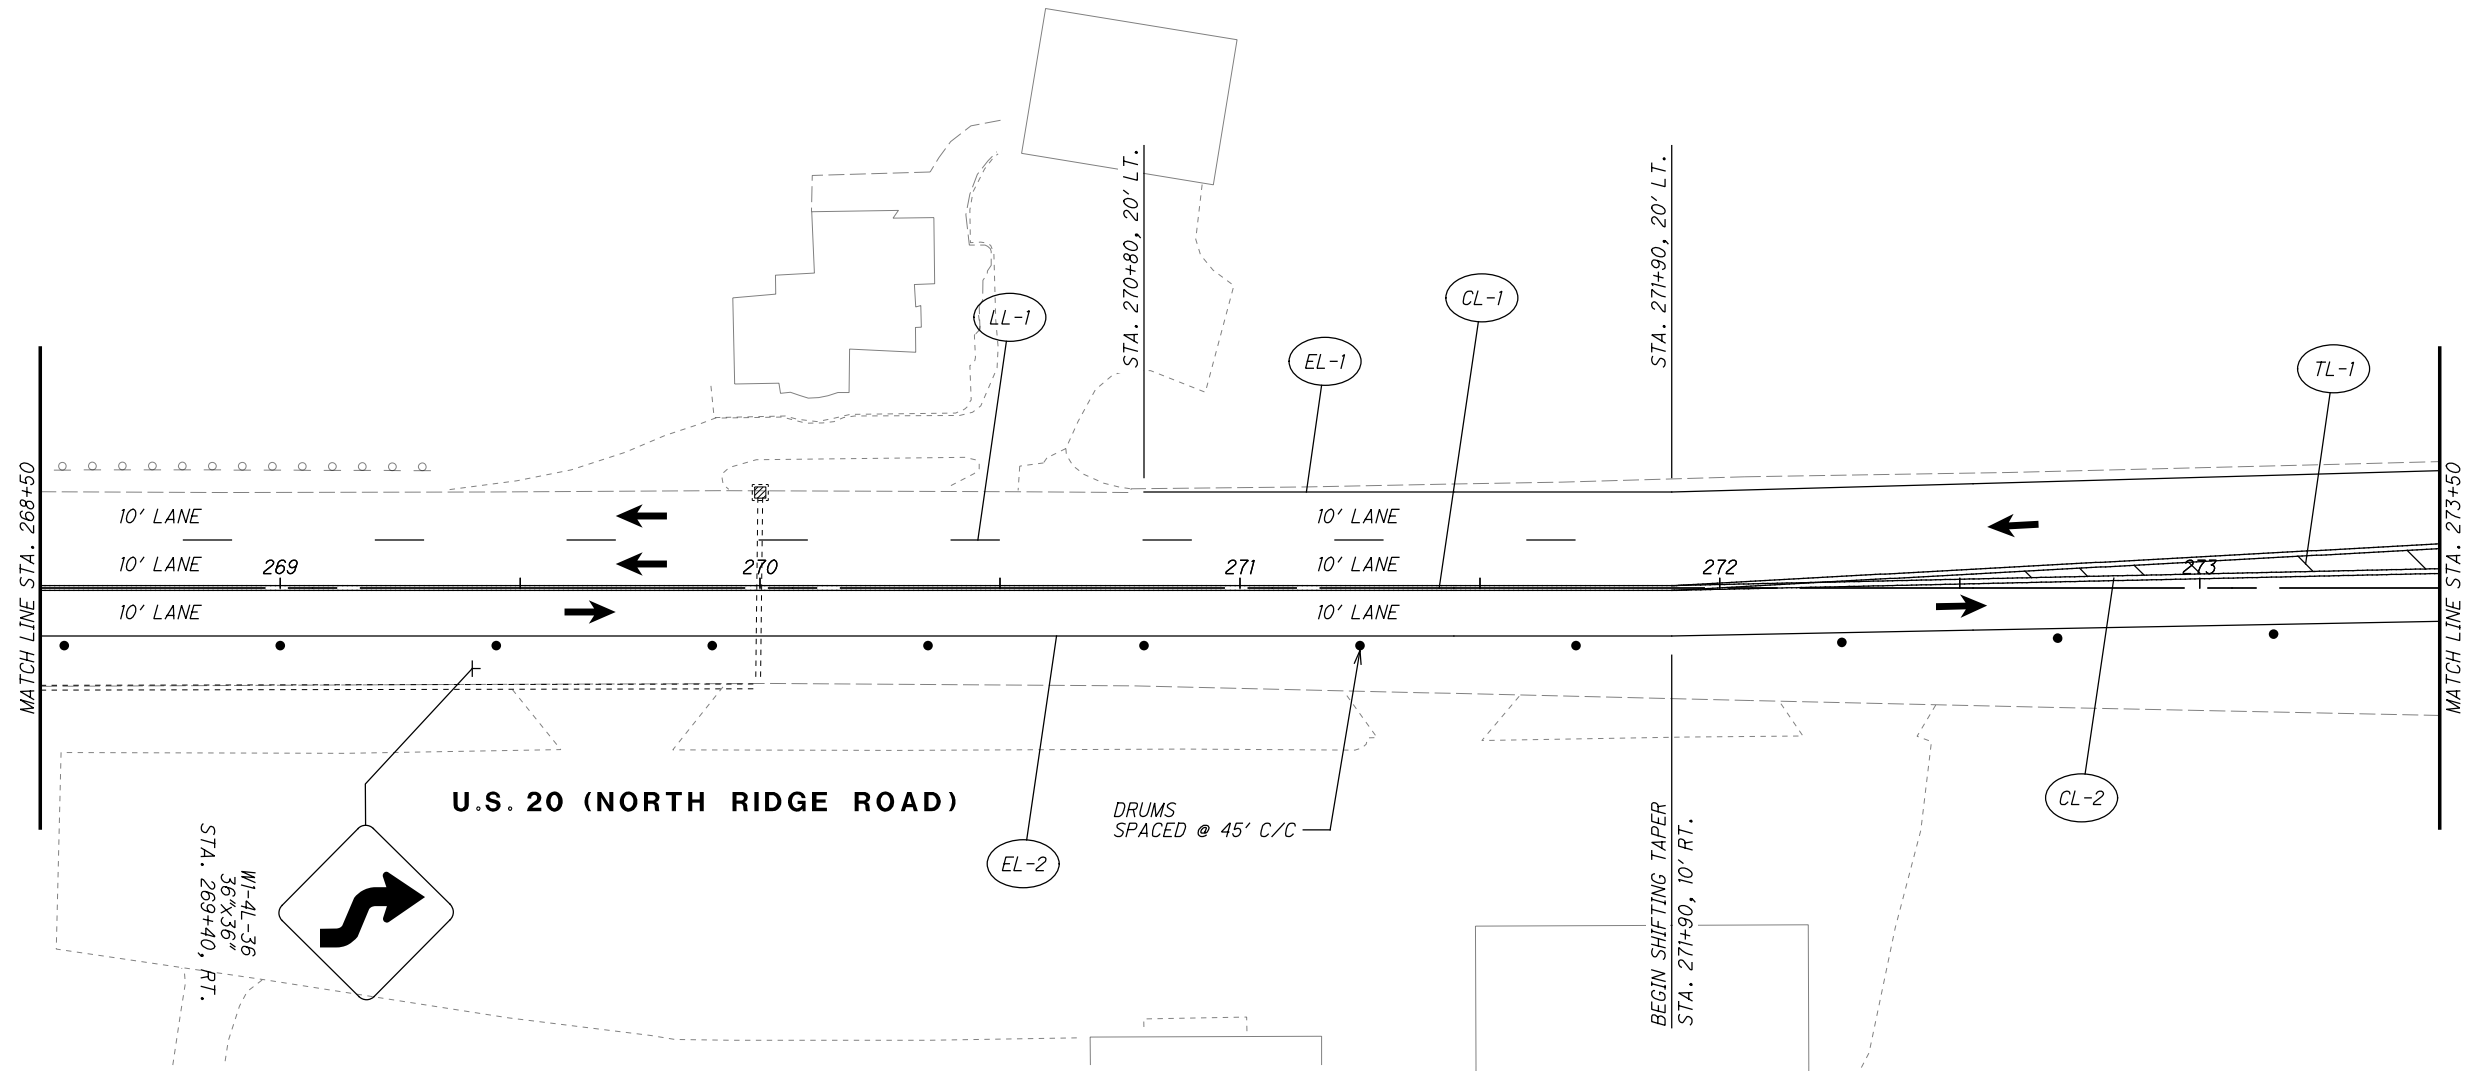 STA. 270+80, 20' LT.
STA. 271+90, 20' LT.
LL-1
EL-1
CL-1
TL-1
MATCH LINE STA. 268+50
MATCH LINE STA. 273+50
10' LANE
10' LANE
10' LANE
10' LANE
269
270
271
272
273
10' LANE
10' LANE
U.S. 20 (NORTH RIDGE ROAD)
DRUMS
SPACED @ 45' C/C
EL-2
CL-2
BEGIN SHIFTING TAPER
STA. 271+90, 10' RT.
W1-4L-36
36"x36"
STA. 269+40, RT.